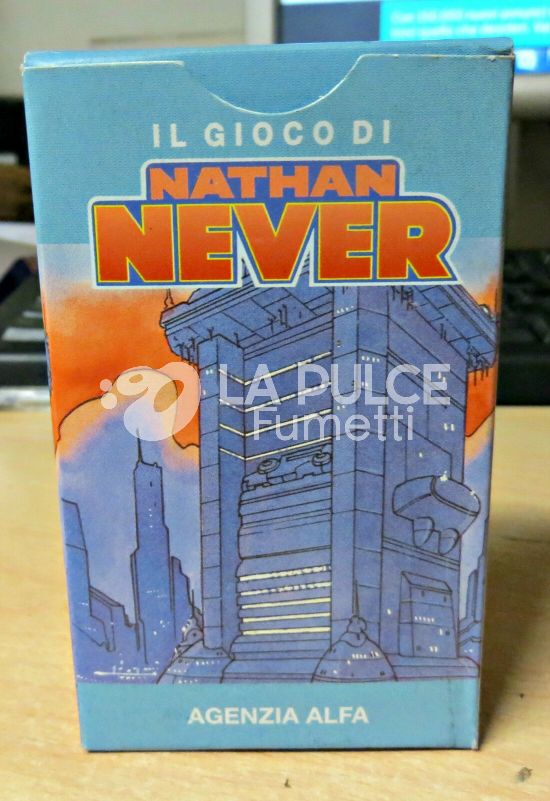 IL GIOCO DI
NATHAN
NEVER
LA PULCE
Fumetti
AGENZIA ALFA